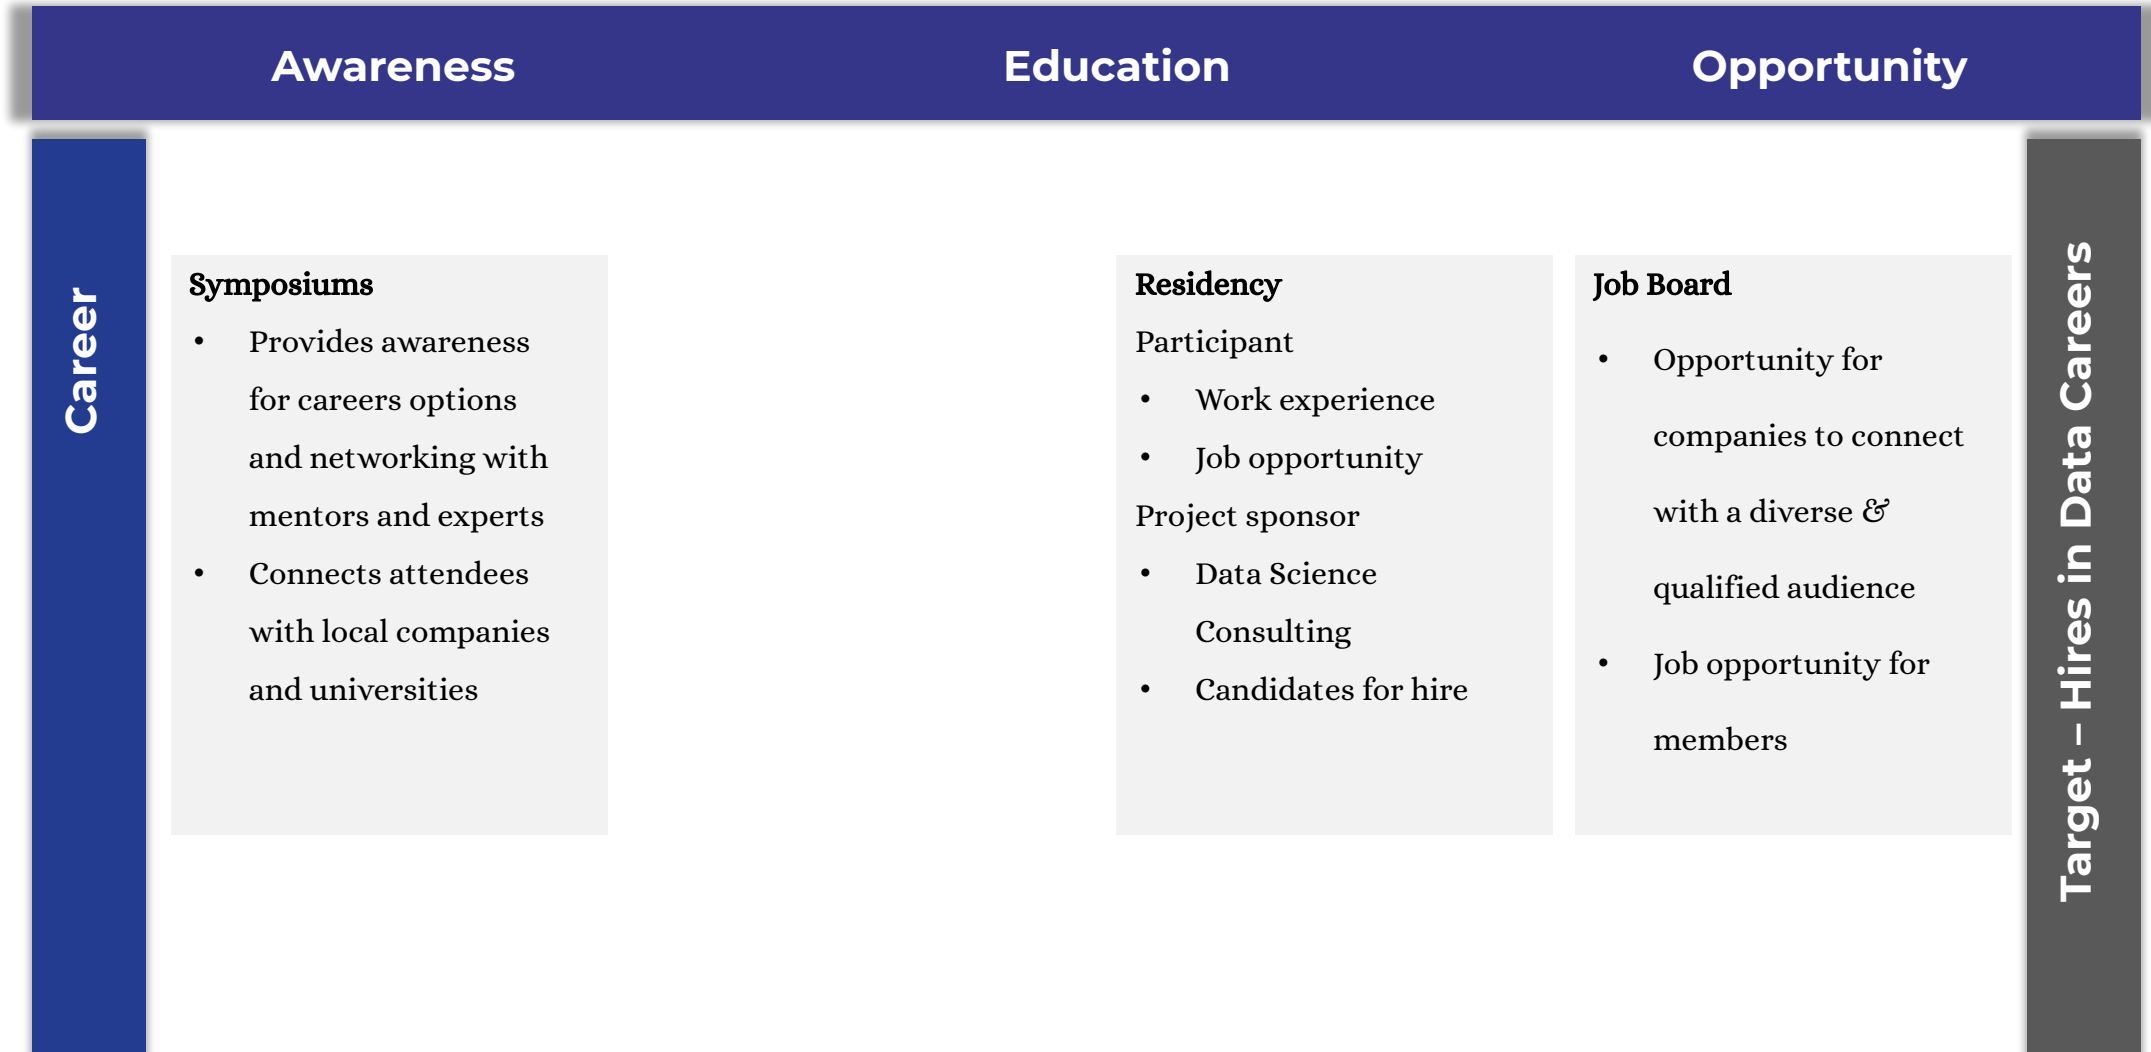 Awareness
Education
Opportunity
Career
Symposiums
• Provides awareness
for careers options
and networking with
mentors and experts
• Connects attendees
with local companies
and universities
Residency
Participant
• Work experience
• Job opportunity
Project sponsor
• Data Science
Consulting
• Candidates for hire
Job Board
• Opportunity for
companies to connect
with a diverse &
qualified audience
• Job opportunity for
members
Target – Hires in Data Careers